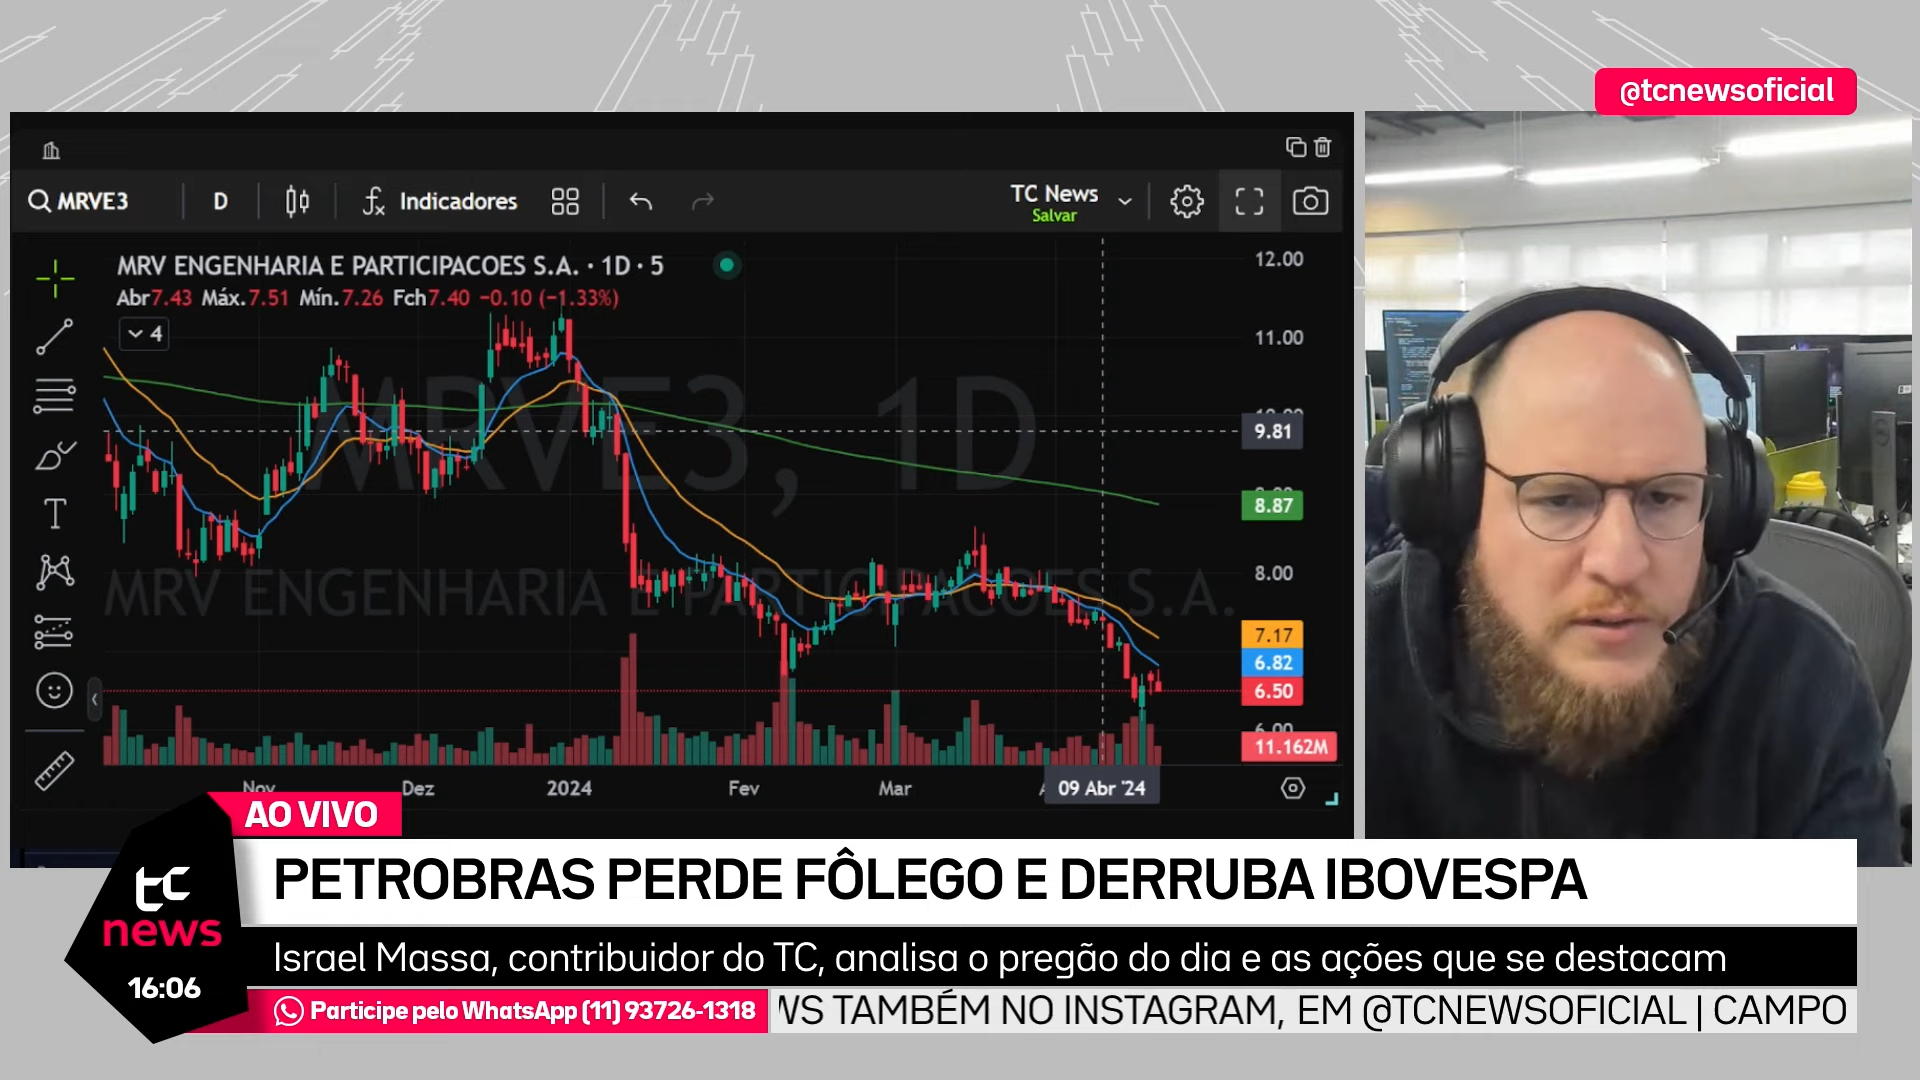 @tcnewsoficial
MRVE3
D
Indicadores
TC News
Salvar
MRV ENGENHARIA E PARTICIPACOES S.A. · 1D · 5
Abr7.43 Máx.7.51 Mín.7.26 Fch7.40 −0.10 (−1.33%)
4
MRVE3, 1D
MRV ENGENHARIA E PARTICIPACOES S.A.
12.00
11.00
10.00
9.81
8.87
8.00
7.17
6.82
6.50
6.00
11.162M
Nov
Dez
2024
Fev
Mar
09 Abr '24
AO VIVO
PETROBRAS PERDE FÔLEGO E DERRUBA IBOVESPA
Israel Massa, contribuidor do TC, analisa o pregão do dia e as ações que se destacam
tc
news
16:06
Participe pelo WhatsApp (11) 93726-1318
WS TAMBÉM NO INSTAGRAM, EM @TCNEWSOFICIAL | CAMPO